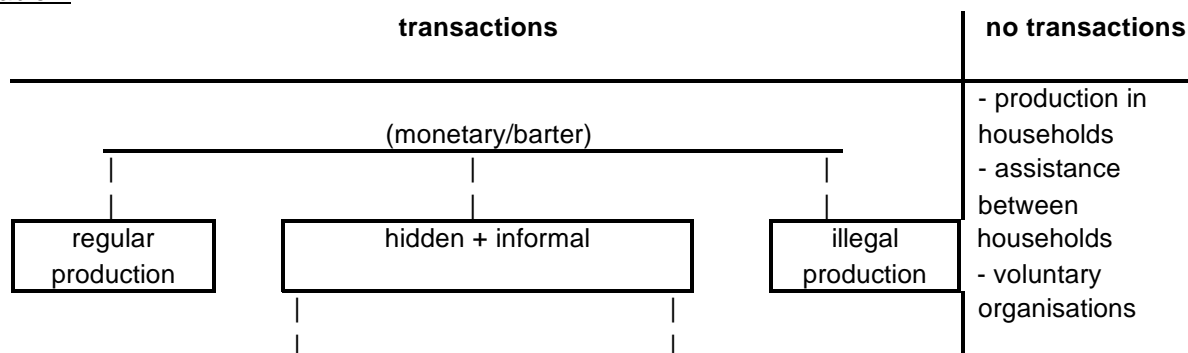 transactions
no transactions
(monetary/barter)
regular
production
hidden + informal
illegal
production
- production in
households
- assistance
between
households
- voluntary
organisations